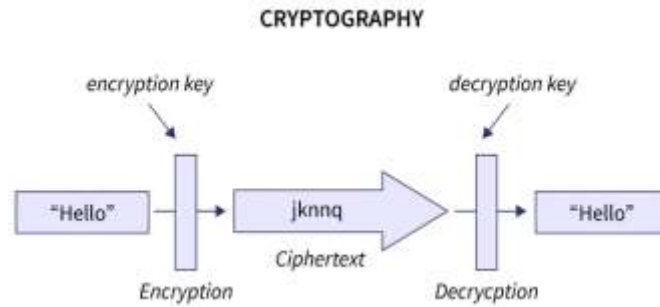 CRYPTOGRAPHY
encryption key
decryption key
“Hello”
jknnq
“Hello”
Ciphertext
Encryption
Decrycption